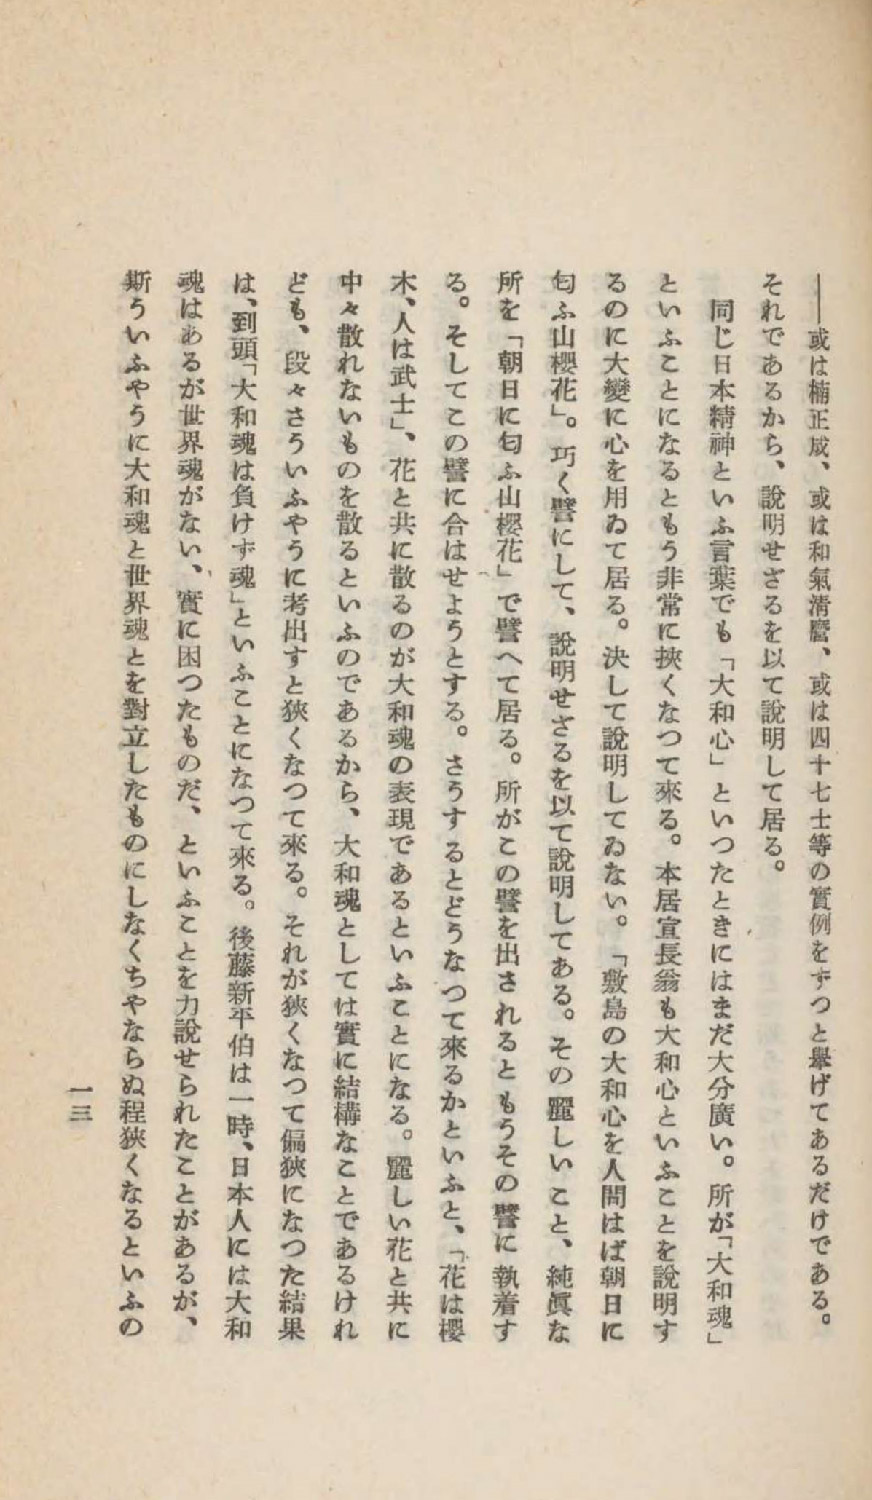 ――或は楠正成、或は和氣淸麿、或は四十七士等の實例をずつと擧げてあるだけである。
それであるから、說明せざるを以て說明して居る。
同じ日本精神といふ言葉でも「大和心」といつたときにはまだ大分廣い。所が「大和魂」
といふことになるともう非常に挾くなつて來る。本居宣長翁も大和心といふことを說明す
るのに大變に心を用ゐて居る。決して說明してゐない。「敷島の大和心を人問はば朝日に
匂ふ山櫻花」。巧く譬にして、說明せざるを以て說明してある。その麗しいこと、純眞な
所を「朝日に匂ふ山櫻花」で譬へて居る。所がこの譬を出されるともうその譬に執着す
る。そしてこの譬に合はせようとする。さうするとどうなつて來るかといふと、「花は櫻
木、人は武士」、花と共に散るのが大和魂の表現であるといふことになる。麗しい花と共に
中々散れないものを散るといふのであるから、大和魂としては實に結構なことであるけれ
ども、段々さういふやうに考出すと狹くなつて來る。それが狹くなつて偏狹になつた結果
は、到頭「大和魂は負けず魂」といふことになつて來る。後藤新平伯は一時、日本人には大和
魂はあるが世界魂がない、實に困つたものだ、といふことを力說せられたことがあるが、
斯ういふやうに大和魂と世界魂とを對立したものにしなくちやならぬ程狹くなるといふの
一三